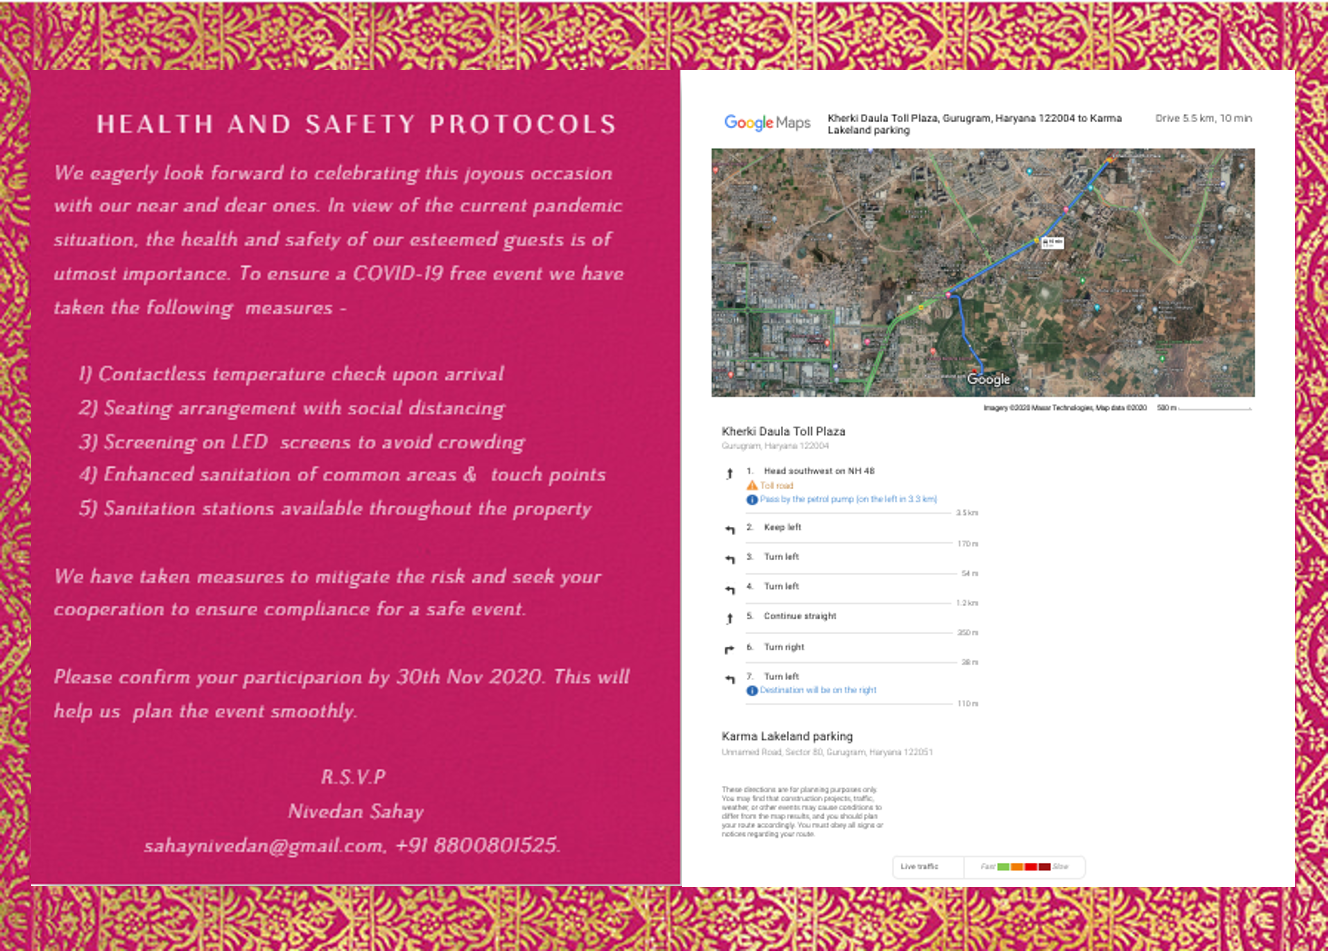 HEALTH AND SAFETY PROTOCOLS
We eagerly look forward to celebrating this joyous occasion
with our near and dear ones. In view of the current pandemic
situation, the health and safety of our esteemed guests is of
utmost importance. To ensure a COVID-19 free event we have
taken the following measures -
1) Contactless temperature check upon arrival
2) Seating arrangement with social distancing
3) Screening on LED screens to avoid crowding
4) Enhanced sanitation of common areas & touch points
5) Sanitation stations available throughout the property
We have taken measures to mitigate the risk and seek your
cooperation to ensure compliance for a safe event.
Please confirm your participarion by 30th Nov 2020. This will
help us plan the event smoothly.
R.S.V.P
Nivedan Sahay
sahaynivedan@gmail.com, +91 8800801525.
Google Maps
Kherki Daula Toll Plaza, Gurugram, Haryana 122004 to Karma
Lakeland parking
Drive 5.5 km, 10 min
Google
Imagery ©2020 Maxar Technologies, Map data ©2020 500 m
Kherki Daula Toll Plaza
Gurugram, Haryana 122004
1. Head southwest on NH 48
Toll road
Pass by the petrol pump (on the left in 3.3 km)
3.5 km
2. Keep left
170 m
3. Turn left
54 m
4. Turn left
1.2 km
5. Continue straight
350 m
6. Turn right
38 m
7. Turn left
Destination will be on the right
110 m
Karma Lakeland parking
Unnamed Road, Sector 80, Gurugram, Haryana 122051
These directions are for planning purposes only.
You may find that construction projects, traffic,
weather, or other events may cause conditions to
differ from the map results, and you should plan
your route accordingly. You must obey all signs or
notices regarding your route.
Live traffic
Fast
Slow